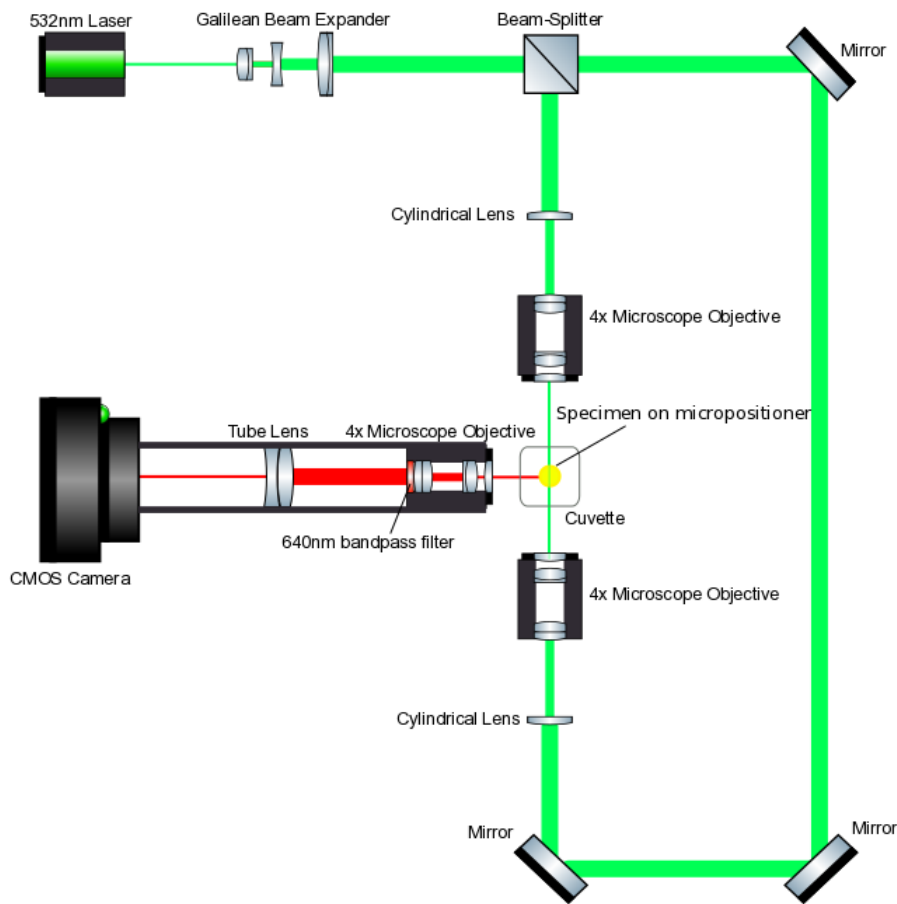 532nm Laser
Galilean Beam Expander
Beam-Splitter
Mirror
Cylindrical Lens
4x Microscope Objective
Specimen on micropositioner
Tube Lens
4x Microscope Objective
Cuvette
640nm bandpass filter
CMOS Camera
4x Microscope Objective
Cylindrical Lens
Mirror
Mirror